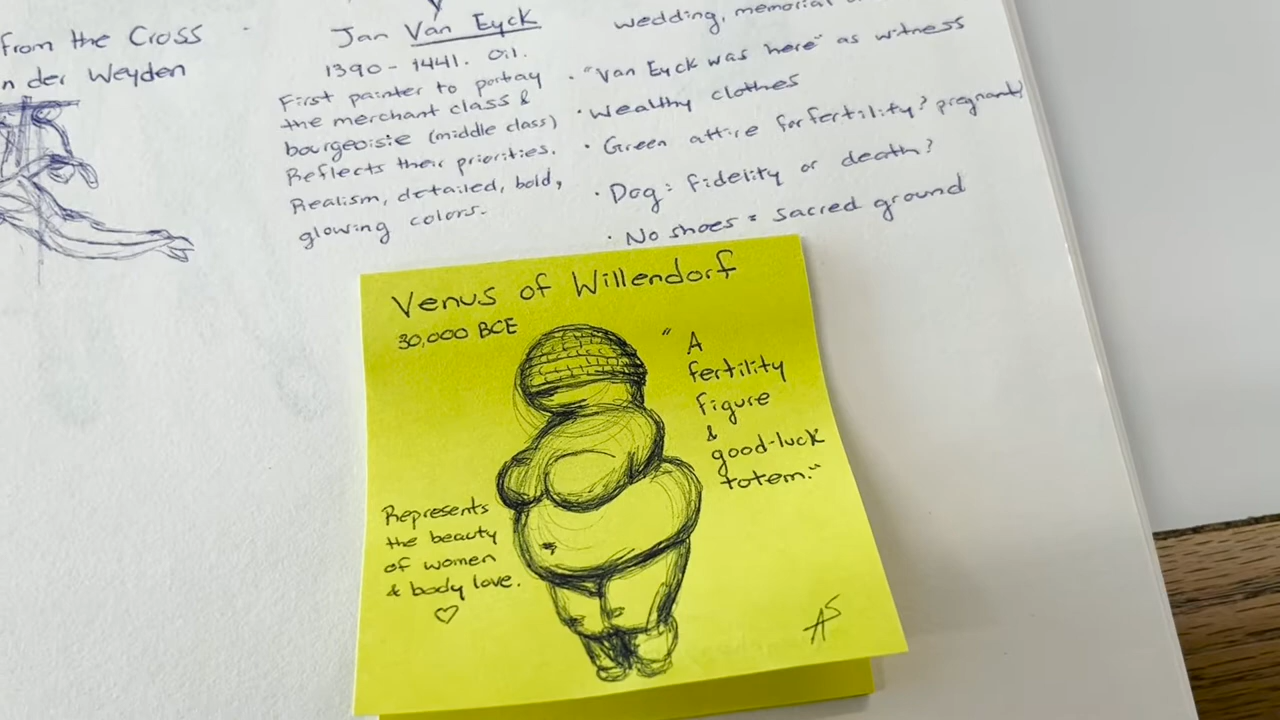 from the Cross
n der Weyden
Jan Van Eyck
1390 - 1441. Oil.
First painter to portay
the merchant class &
bourgeoisie (middle class)
Reflects their priorities.
Realism, detailed, bold,
glowing colors.
wedding, memorial
• "Van Eyck was here" as witness
• Wealthy clothes
• Green attire for fertility? pregnant?
• Dog = Fidelity or death?
• No shoes = sacred ground
Venus of Willendorf
30,000 BCE
"A
fertility
figure
&
good-luck
totem."
Represents
the beauty
of women
& body love.
♡
AS